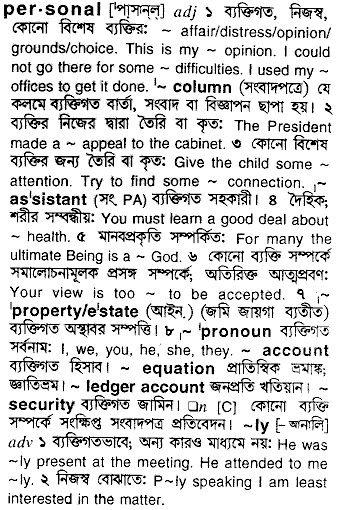 per·sonal [ˈপা̱সান্‌ল্] adj ১ ব্যক্তিগত, নিজস্ব,
কোনো বিশেষ ব্যক্তির: ~ affair/distress/opinion/
grounds/choice. This is my ~ opinion. I could
not go there for some ~ difficulties. I used my ~
offices to get it done. ˈ~ column (সংবাদপত্রে) যে
কলমে ব্যক্তিগত বার্তা, সংবাদ বা বিজ্ঞাপন ছাপা হয়। ২
ব্যক্তির নিজের দ্বারা তৈরি বা কৃত: The President
made a ~ appeal to the cabinet. ৩ কোনো বিশেষ
ব্যক্তির জন্য তৈরি বা কৃত: Give the child some ~
attention. Try to find some ~ connection. ˌ~
asˈsistant (সং PA) ব্যক্তিগত সহকারী। ৪ দৈহিক;
শরীর সম্বন্ধীয়: You must learn a good deal about
~ health. ৫ মানবপ্রকৃতি সম্পর্কিত: For many the
ultimate Being is a ~ God. ৬ কোনো ব্যক্তি সম্পর্কে
সমালোচনামূলক প্রসঙ্গ সম্পর্কে; অতিরিক্ত আত্মপ্রবণ:
Your view is too ~ to be accepted. ৭ ˌ~
ˈproperty/eˈstate (আইন.) (জমি জায়গা ব্যতীত)
ব্যক্তিগত অস্থাবর সম্পত্তি। ৮ ˌ~ ˈpronoun ব্যক্তিগত
সর্বনাম: I, we, you, he, she, they. ~ account
ব্যক্তিগত হিসাব। ~ equation প্রাতিস্বিক ভ্রমাঙ্ক;
জ্ঞাতিভ্রম। ~ ledger account জনপ্রতি খতিয়ান। ~
security ব্যক্তিগত জামিন। □n [C] কোনো ব্যক্তি
সম্পর্কে সংক্ষিপ্ত সংবাদপত্র প্রতিবেদন। ~ly [–আনালি]
adv ১ ব্যক্তিগতভাবে; অন্য কারও মাধ্যমে নয়: He was
~ly present at the meeting. He attended to me
~ly. ২ নিজস্ব বোঝাতে: P~ly speaking I am least
interested in the matter.